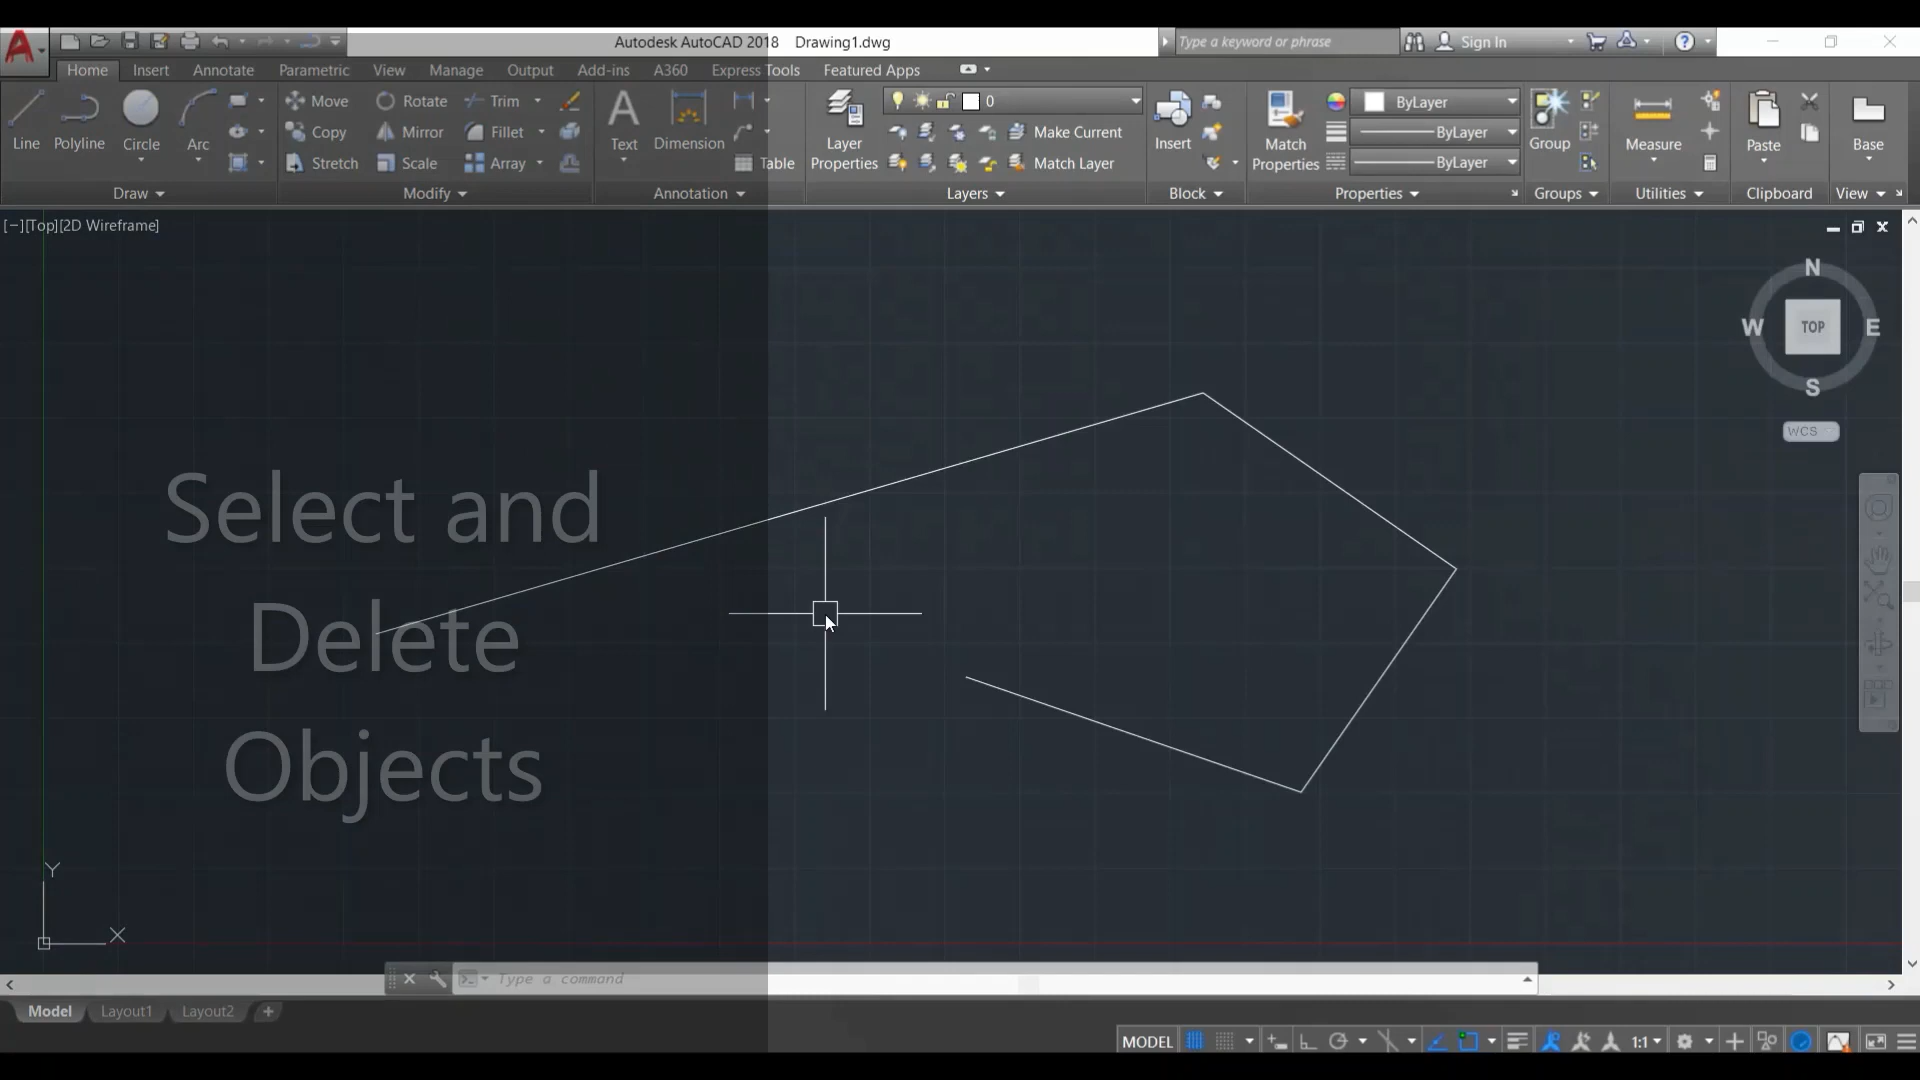 Autodesk AutoCAD 2018 Drawing1.dwg
Type a keyword or phrase
Sign In
Home Insert Annotate Parametric View Manage Output Add-ins A360 Express Tools Featured Apps
Line Polyline Circle Arc
Move Rotate Trim
Copy Mirror Fillet
Stretch Scale Array
Text Dimension Table
Layer Properties
0
Make Current
Match Layer
Insert
Match Properties
ByLayer
ByLayer
ByLayer
Group
Measure
Paste
Base
Draw Modify Annotation Layers Block Properties Groups Utilities Clipboard View
[−][Top][2D Wireframe]
N
W TOP E
S
WCS
Select and
Delete
Objects
Y
X
Type a command
Model Layout1 Layout2 +
MODEL 1:1